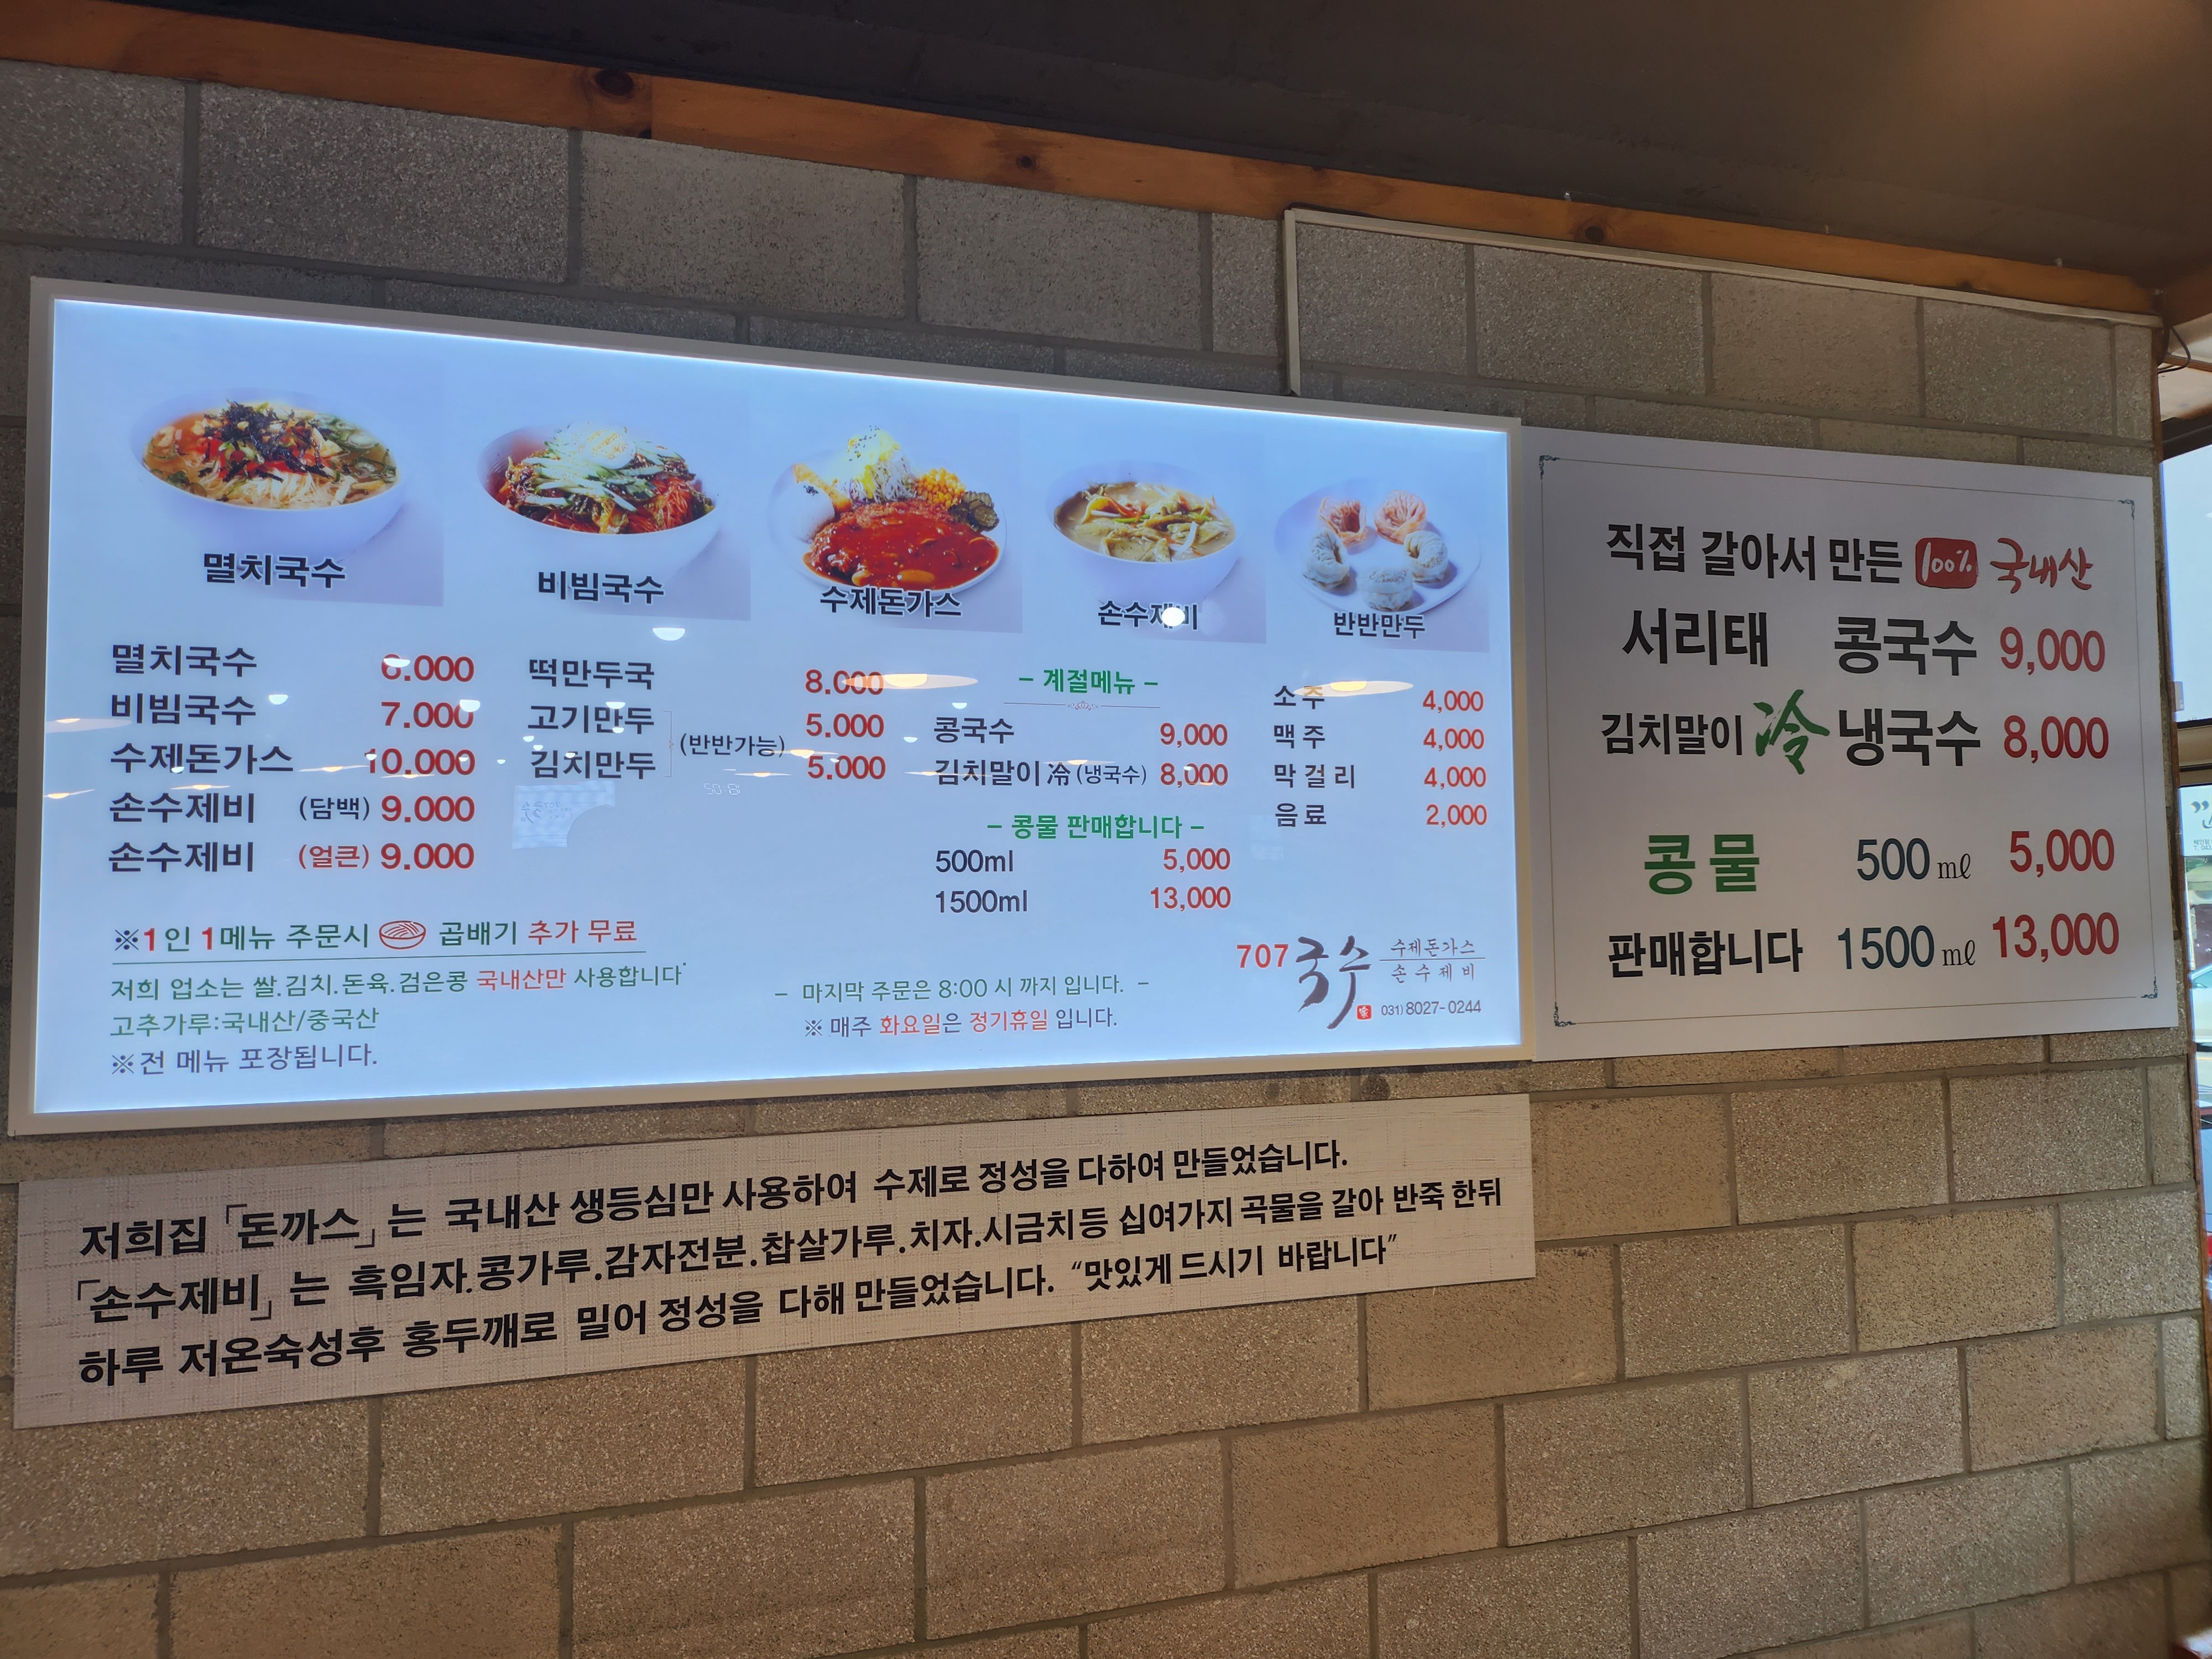 멸치국수
비빔국수
수제돈가스
손수제비
반반만두
멸치국수 6.000
비빔국수 7.000
수제돈가스 10.000
손수제비 (담백) 9.000
손수제비 (얼큰) 9.000
떡만두국 8.000
고기만두 5.000
(반반가능)
김치만두 5.000
- 계절메뉴 -
콩국수 9,000
김치말이 冷 (냉국수) 8,000
- 콩물 판매합니다 -
500ml 5,000
1500ml 13,000
소주 4,000
맥주 4,000
막걸리 4,000
음료 2,000
※1인 1메뉴 주문시 곱배기 추가 무료
저희 업소는 쌀.김치.돈육.검은콩 국내산만 사용합니다
고추가루:국내산/중국산
※전 메뉴 포장됩니다.
- 마지막 주문은 8:00 시 까지 입니다. -
※ 매주 화요일은 정기휴일 입니다.
707 국수 수제돈가스
손수제비
031) 8027-0244
직접 갈아서 만든 100% 국내산
서리태 콩국수 9,000
김치말이 冷 냉국수 8,000
콩물 500㎖ 5,000
판매합니다 1500㎖ 13,000
저희집 「돈까스」는 국내산 생등심만 사용하여 수제로 정성을 다하여 만들었습니다.
「손수제비」는 흑임자.콩가루.감자전분.찹쌀가루.치자.시금치등 십여가지 곡물을 갈아 반죽 한뒤
하루 저온숙성후 홍두깨로 밀어 정성을 다해 만들었습니다. “맛있게 드시기 바랍니다”